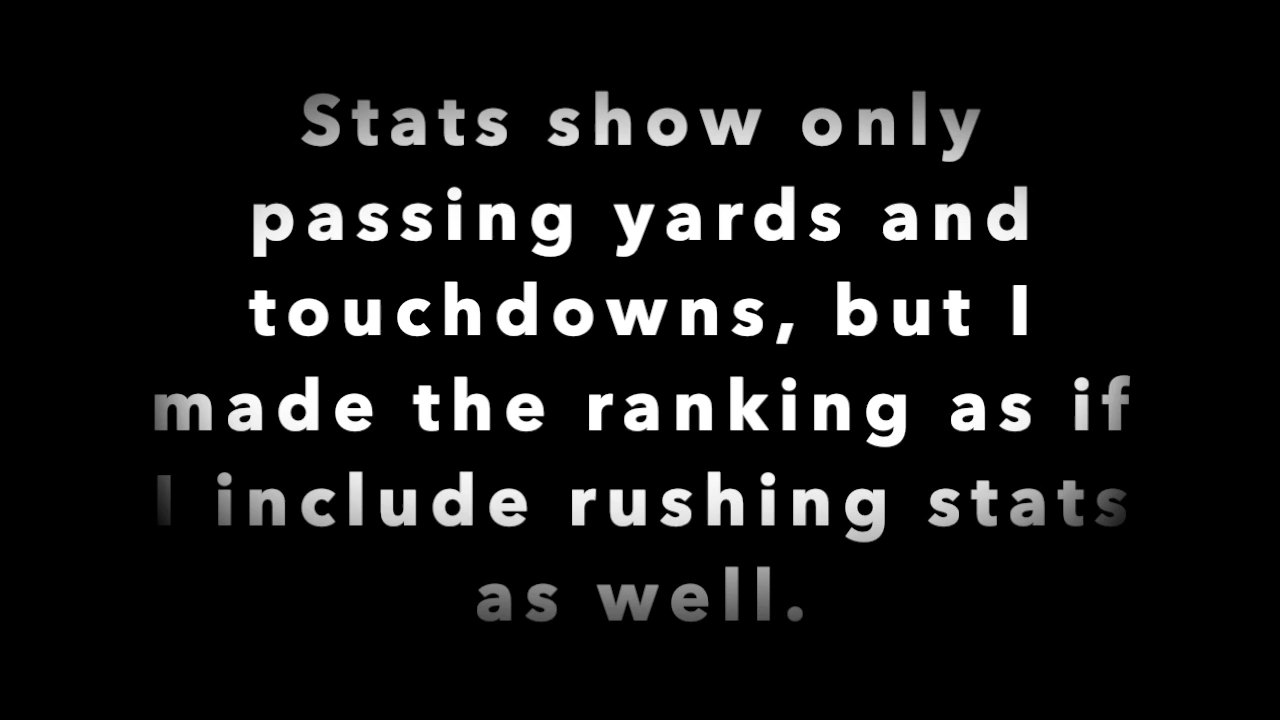 Stats show only
passing yards and
touchdowns, but I
made the ranking as if
I include rushing stats
as well.